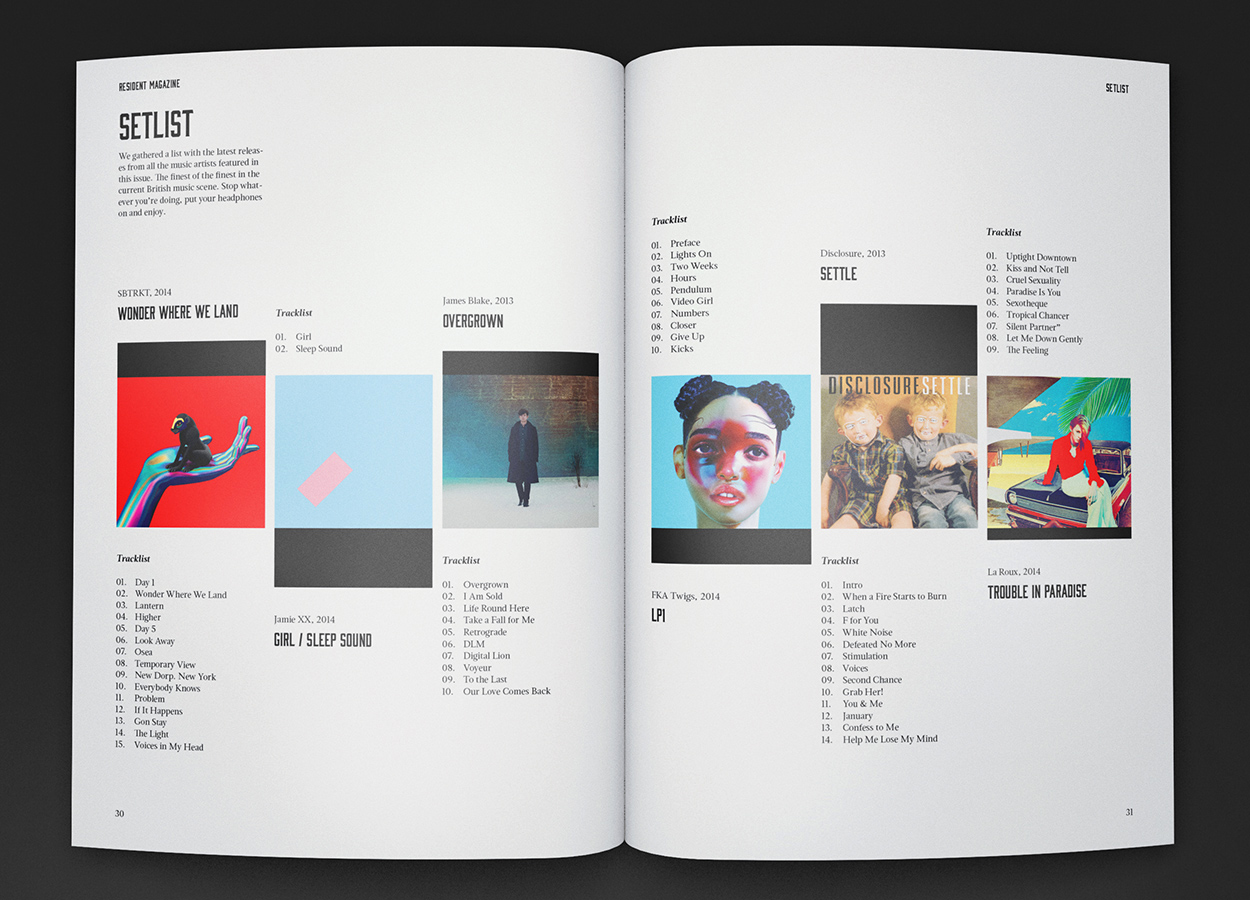 RESIDENT MAGAZINE
SETLIST
We gathered a list with the latest releas-
es from all the music artists featured in
this issue. The finest of the finest in the
current British music scene. Stop what-
ever you're doing, put your headphones
on and enjoy.
SBTRKT, 2014
WONDER WHERE WE LAND
Tracklist
01. Day 1
02. Wonder Where We Land
03. Lantern
04. Higher
05. Day 5
06. Look Away
07. Osea
08. Temporary View
09. New Dorp. New York
10. Everybody Knows
11. Problem
12. If It Happens
13. Gon Stay
14. The Light
15. Voices in My Head
Tracklist
01. Girl
02. Sleep Sound
Jamie XX, 2014
GIRL / SLEEP SOUND
James Blake, 2013
OVERGROWN
Tracklist
01. Overgrown
02. I Am Sold
03. Life Round Here
04. Take a Fall for Me
05. Retrograde
06. DLM
07. Digital Lion
08. Voyeur
09. To the Last
10. Our Love Comes Back
30
SETLIST
Tracklist
01. Preface
02. Lights On
03. Two Weeks
04. Hours
05. Pendulum
06. Video Girl
07. Numbers
08. Closer
09. Give Up
10. Kicks
FKA Twigs, 2014
LP1
Disclosure, 2013
SETTLE
DISCLOSURESETTLE
Tracklist
01. Intro
02. When a Fire Starts to Burn
03. Latch
04. F for You
05. White Noise
06. Defeated No More
07. Stimulation
08. Voices
09. Second Chance
10. Grab Her!
11. You & Me
12. January
13. Confess to Me
14. Help Me Lose My Mind
Tracklist
01. Uptight Downtown
02. Kiss and Not Tell
03. Cruel Sexuality
04. Paradise Is You
05. Sexotheque
06. Tropical Chancer
07. Silent Partner"
08. Let Me Down Gently
09. The Feeling
La Roux, 2014
TROUBLE IN PARADISE
31